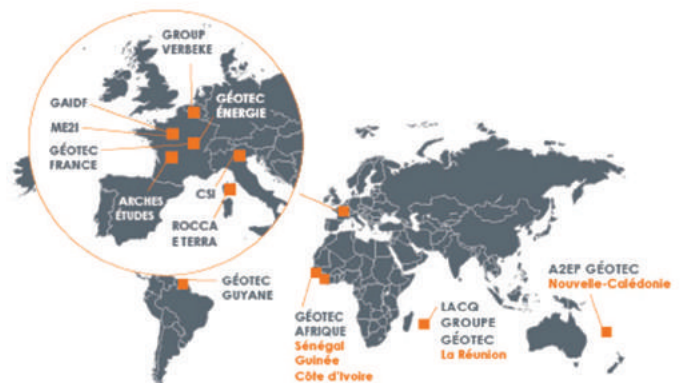 GROUP
VERBEKE
GAIDF
GÉOTEC
ÉNERGIE
ME2I
GÉOTEC
FRANCE
ARCHES
ÉTUDES
CSI
ROCCA
E TERRA
GÉOTEC
GUYANE
GÉOTEC
AFRIQUE
Sénégal
Guinée
Côte d'Ivoire
LACQ
GROUPE
GÉOTEC
La Réunion
A2EP GÉOTEC
Nouvelle-Calédonie